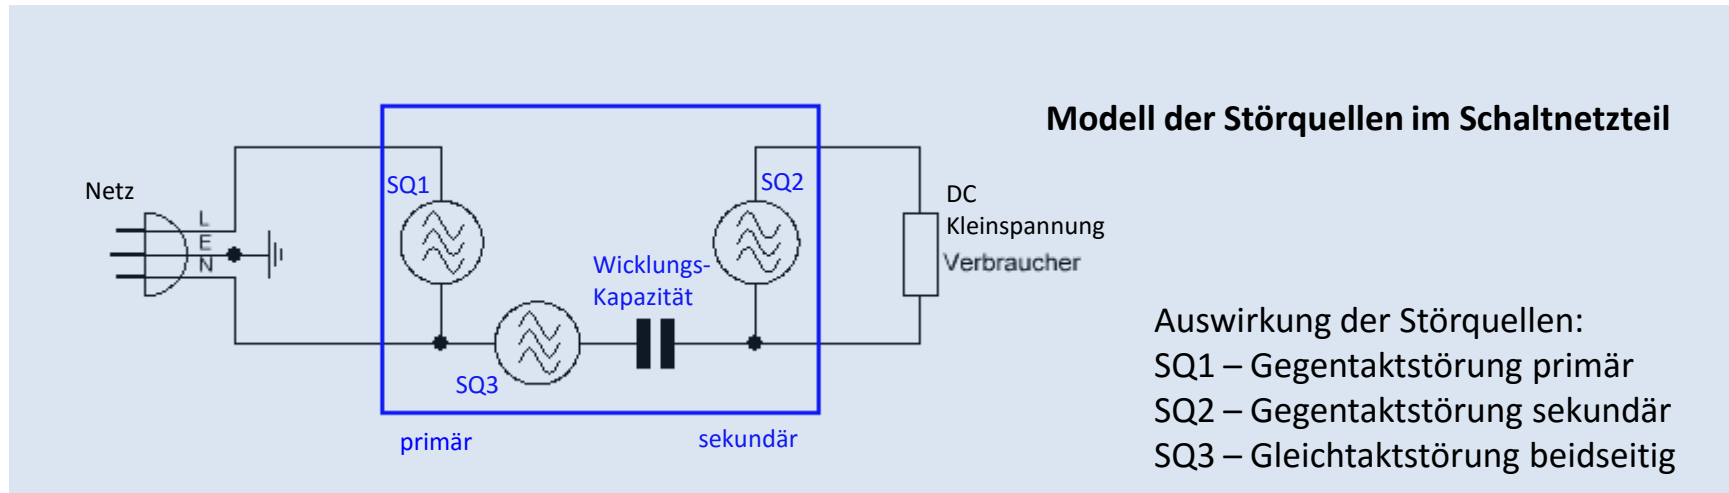 Modell der Störquellen im Schaltnetzteil
Netz
L
E
N
SQ1
SQ2
SQ3
Wicklungs-
Kapazität
DC
Kleinspannung
Verbraucher
primär
sekundär
Auswirkung der Störquellen:
SQ1 – Gegentaktstörung primär
SQ2 – Gegentaktstörung sekundär
SQ3 – Gleichtaktstörung beidseitig